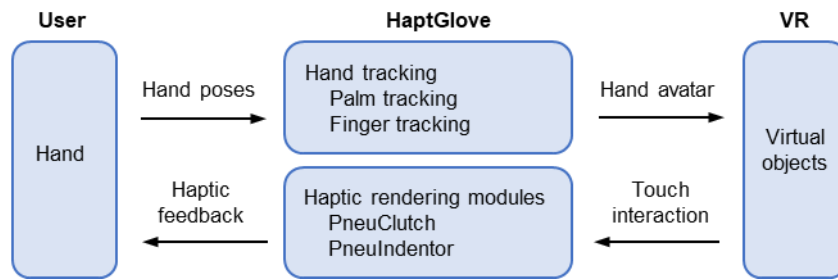 User
HaptGlove
VR
Hand poses
Hand tracking
Palm tracking
Finger tracking
Hand avatar
Hand
Virtual
objects
Haptic
feedback
Haptic rendering modules
PneuClutch
PneuIndentor
Touch
interaction